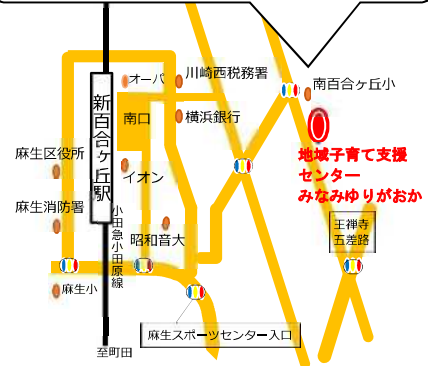 オーパ
川崎西税務署
南百合ヶ丘小
新百合ヶ丘駅
南口
横浜銀行
麻生区役所
イオン
地域子育て支援
センター
みなみゆりがおか
麻生消防署
小田急小田原線
昭和音大
王禅寺
五差路
麻生小
麻生スポーツセンター入口
至町田